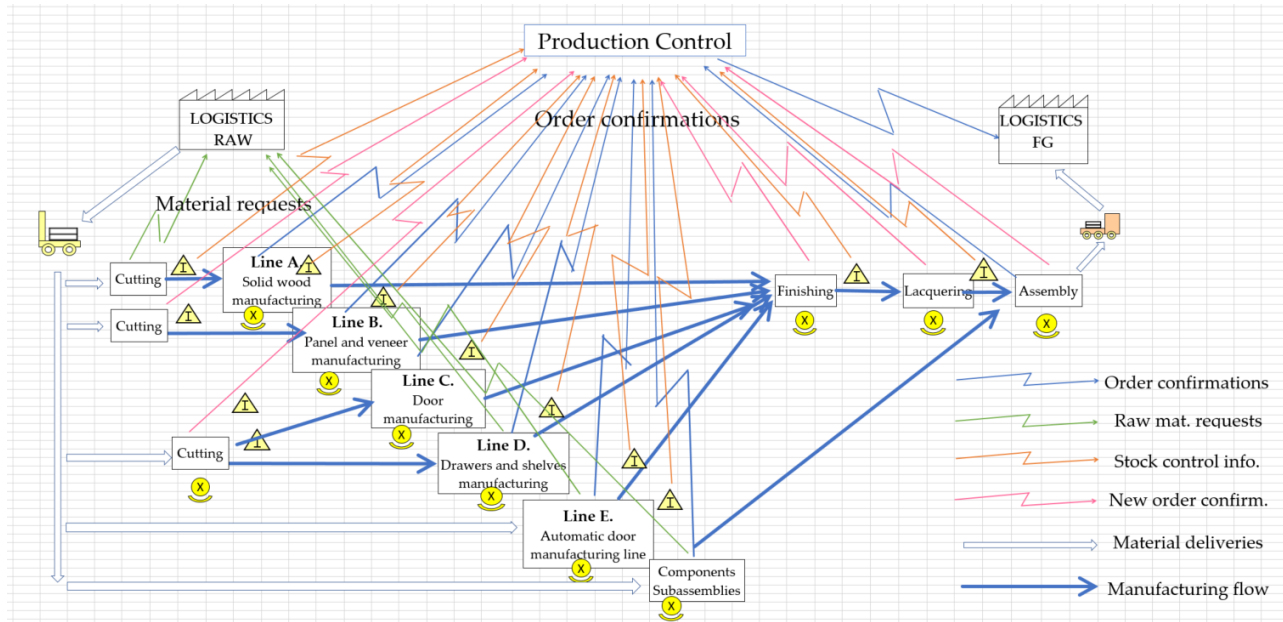 Production Control
LOGISTICS
RAW
Order confirmations
LOGISTICS
FG
Material requests
Cutting
I
Line A.
Solid wood
manufacturing
I
X
Cutting
I
Line B.
Panel and veneer
manufacturing
I
X
Finishing
I
X
Lacquering
I
X
Assembly
X
Line C.
Door
manufacturing
I
X
I
I
Cutting
X
Line D.
Drawers and shelves
manufacturing
I
X
Line E.
Automatic door
manufacturing line
I
X
Components
Subassemblies
I
X
Order confirmations
Raw mat. requests
Stock control info.
New order confirm.
Material deliveries
Manufacturing flow